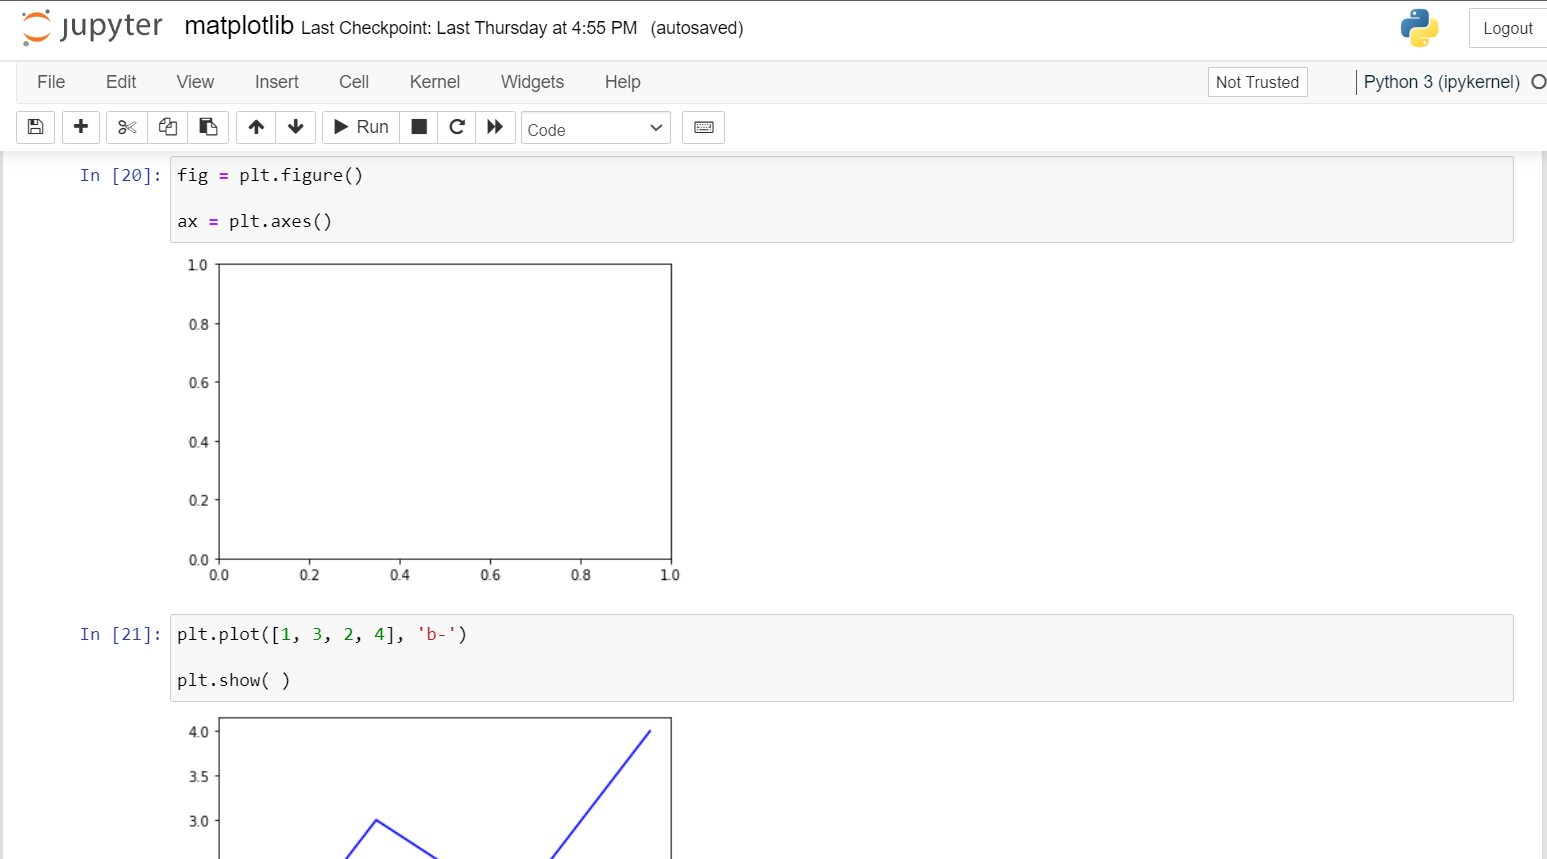 jupyter matplotlib Last Checkpoint: Last Thursday at 4:55 PM (autosaved) Logout
File Edit View Insert Cell Kernel Widgets Help Not Trusted Python 3 (ipykernel)
Run Code
In [20]: fig = plt.figure()
ax = plt.axes()
1.0
0.8
0.6
0.4
0.2
0.0
0.0 0.2 0.4 0.6 0.8 1.0
In [21]: plt.plot([1, 3, 2, 4], 'b-')
plt.show( )
4.0
3.5
3.0